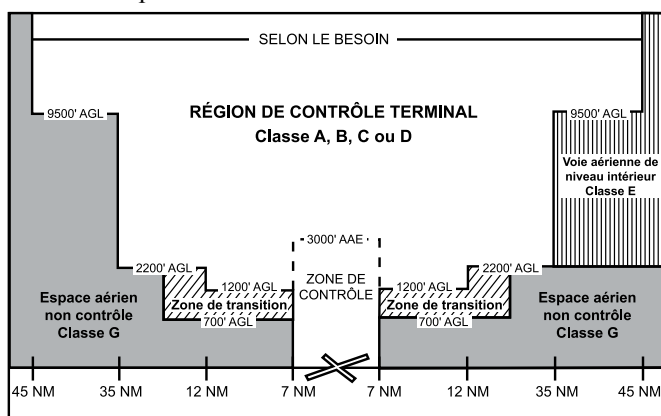 SELON LE BESOIN
9500' AGL
9500' AGL
RÉGION DE CONTRÔLE TERMINAL
Classe A, B, C ou D
Voie aérienne de
niveau intérieur
Classe E
3000' AAE
2200' AGL
2200' AGL
1200' AGL
1200' AGL
ZONE DE
CONTRÔLE
Zone de transition
Zone de transition
700' AGL
700' AGL
Espace aérien
non contrôle
Classe G
Espace aérien
non contrôle
Classe G
45 NM 35 NM 12 NM 7 NM 7 NM 12 NM 35 NM 45 NM